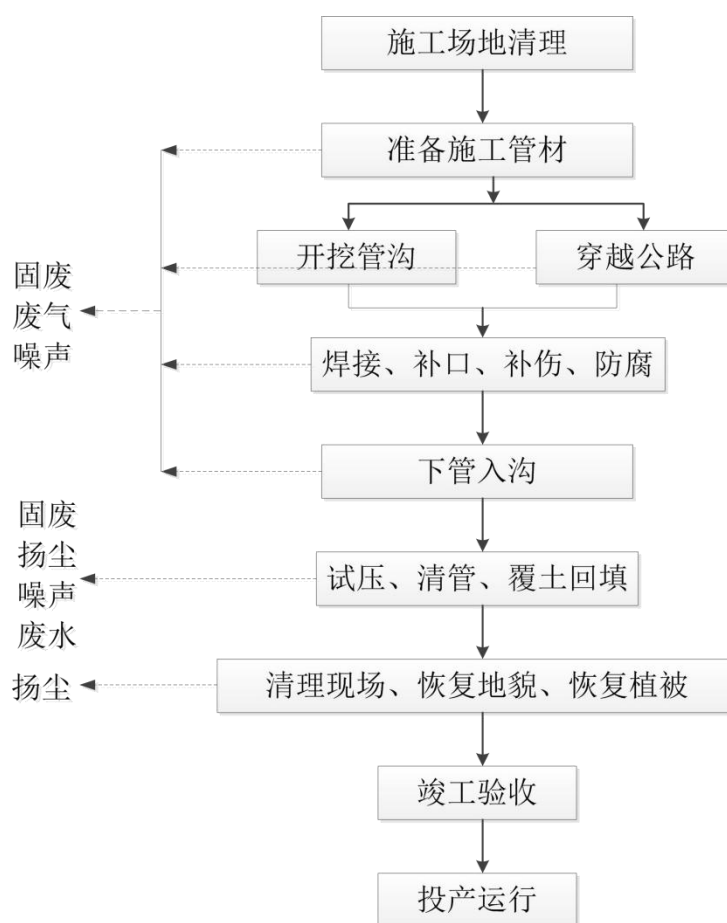 施工场地清理
准备施工管材
开挖管沟
穿越公路
固废
废气
噪声
焊接、补口、补伤、防腐
下管入沟
固废
扬尘
噪声
废水
试压、清管、覆土回填
扬尘
清理现场、恢复地貌、恢复植被
竣工验收
投产运行